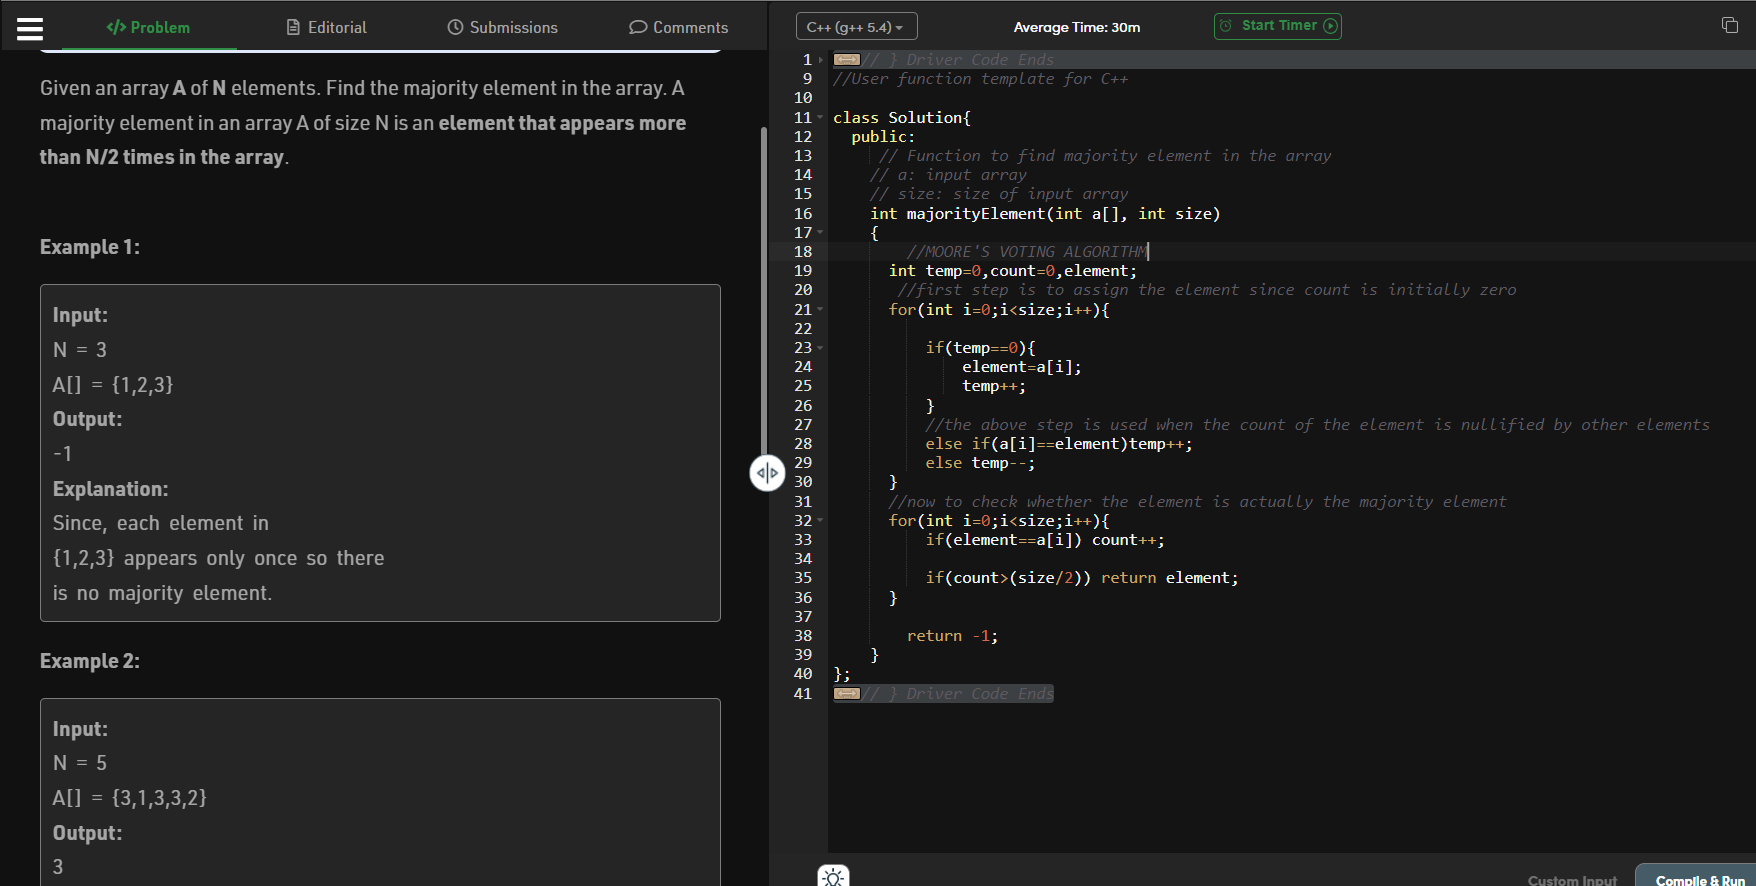 </> Problem
Editorial
Submissions
Comments
Given an array A of N elements. Find the majority element in the array. A
majority element in an array A of size N is an element that appears more
than N/2 times in the array.
Example 1:
Input:
N = 3
A[] = {1,2,3}
Output:
-1
Explanation:
Since, each element in
{1,2,3} appears only once so there
is no majority element.
Example 2:
Input:
N = 5
A[] = {3,1,3,3,2}
Output:
3
C++ (g++ 5.4)
Average Time: 30m
Start Timer
1 // } Driver Code Ends
9 //User function template for C++
10
11 class Solution{
12 public:
13 // Function to find majority element in the array
14 // a: input array
15 // size: size of input array
16 int majorityElement(int a[], int size)
17 {
18 //MOORE'S VOTING ALGORITHM
19 int temp=0,count=0,element;
20 //first step is to assign the element since count is initially zero
21 for(int i=0;i<size;i++){
22
23 if(temp==0){
24 element=a[i];
25 temp++;
26 }
27 //the above step is used when the count of the element is nullified by other elements
28 else if(a[i]==element)temp++;
29 else temp--;
30 }
31 //now to check whether the element is actually the majority element
32 for(int i=0;i<size;i++){
33 if(element==a[i]) count++;
34
35 if(count>(size/2)) return element;
36 }
37
38 return -1;
39 }
40 };
41 // } Driver Code Ends
Custom Input
Compile & Run